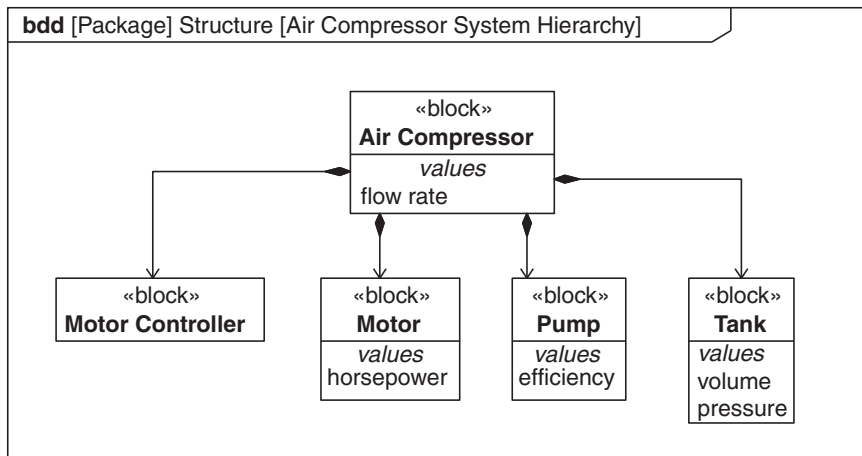 bdd [Package] Structure [Air Compressor System Hierarchy]
«block»
Air Compressor
values
flow rate
«block»
Motor Controller
«block»
Motor
values
horsepower
«block»
Pump
values
efficiency
«block»
Tank
values
volume
pressure